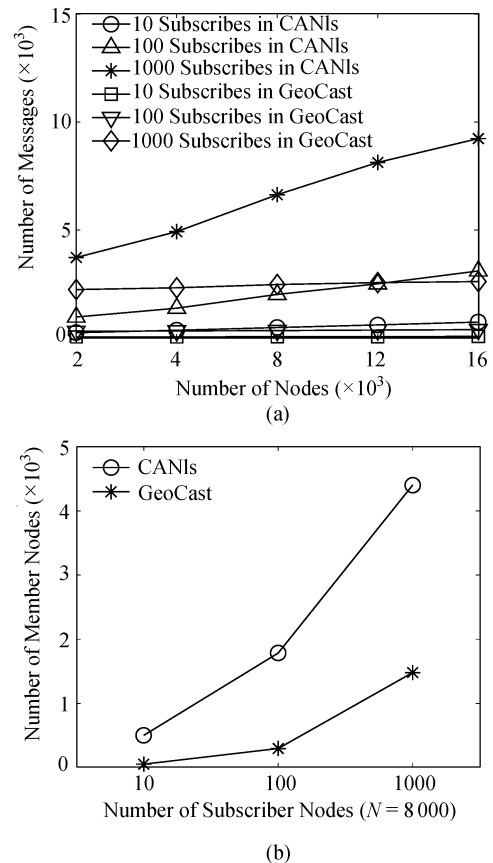 15
10 Subscribes in CANls
100 Subscribes in CANls
1000 Subscribes in CANls
10 Subscribes in GeoCast
100 Subscribes in GeoCast
1000 Subscribes in GeoCast
10
5
0
Number of Messages (×10³)
2 4 8 12 16
Number of Nodes (×10³)
(a)
5
CANls
GeoCast
4
3
2
1
0
Number of Member Nodes (×10³)
10 100 1000
Number of Subscriber Nodes (N = 8 000)
(b)